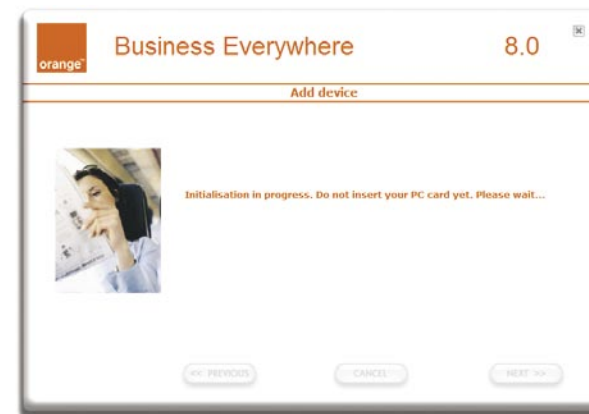 orange™
Business Everywhere 8.0
Add device
Initialisation in progress. Do not insert your PC card yet. Please wait...
<< PREVIOUS CANCEL NEXT >>